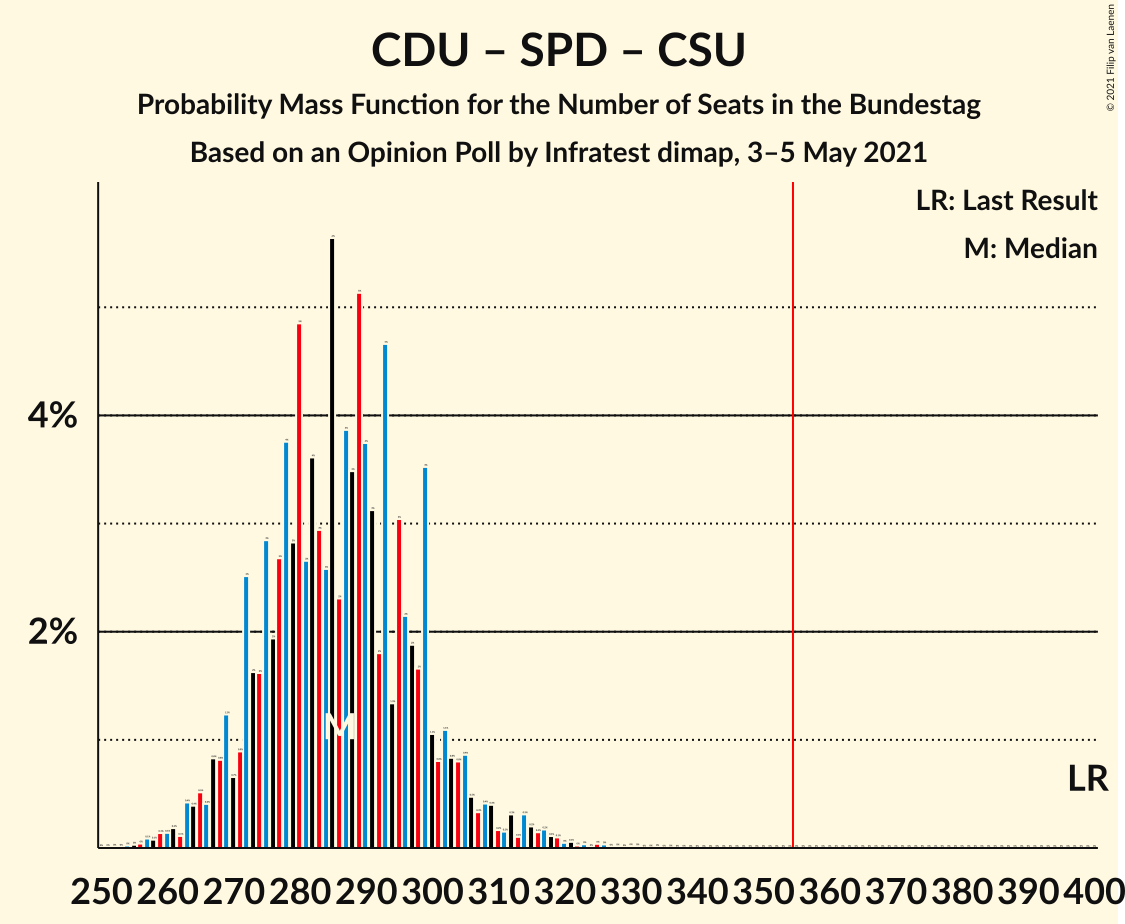 CDU – SPD – CSU
Probability Mass Function for the Number of Seats in the Bundestag
Based on an Opinion Poll by Infratest dimap, 3–5 May 2021
© 2021 Filip van Laenen
LR: Last Result
M: Median
4%
2%
M
LR
250 260 270 280 290 300 310 320 330 340 350 360 370 380 390 400